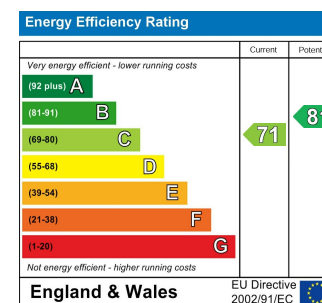 Energy Efficiency Rating
Current
Very energy efficient - lower running costs
(92 plus) A
(81-91) B
(69-80) C
71
(55-68) D
(39-54) E
(21-38) F
(1-20) G
Not energy efficient - higher running costs
England & Wales
EU Directive
2002/91/EC